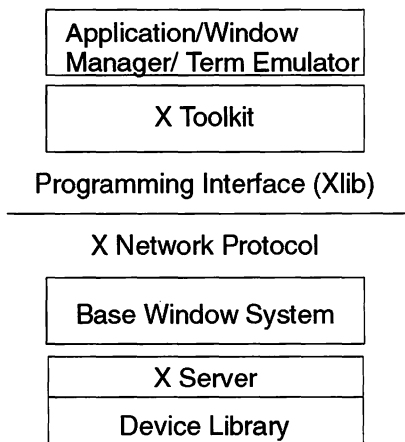 Application/Window
Manager/ Term Emulator
X Toolkit
Programming Interface (Xlib)
X Network Protocol
Base Window System
X Server
Device Library